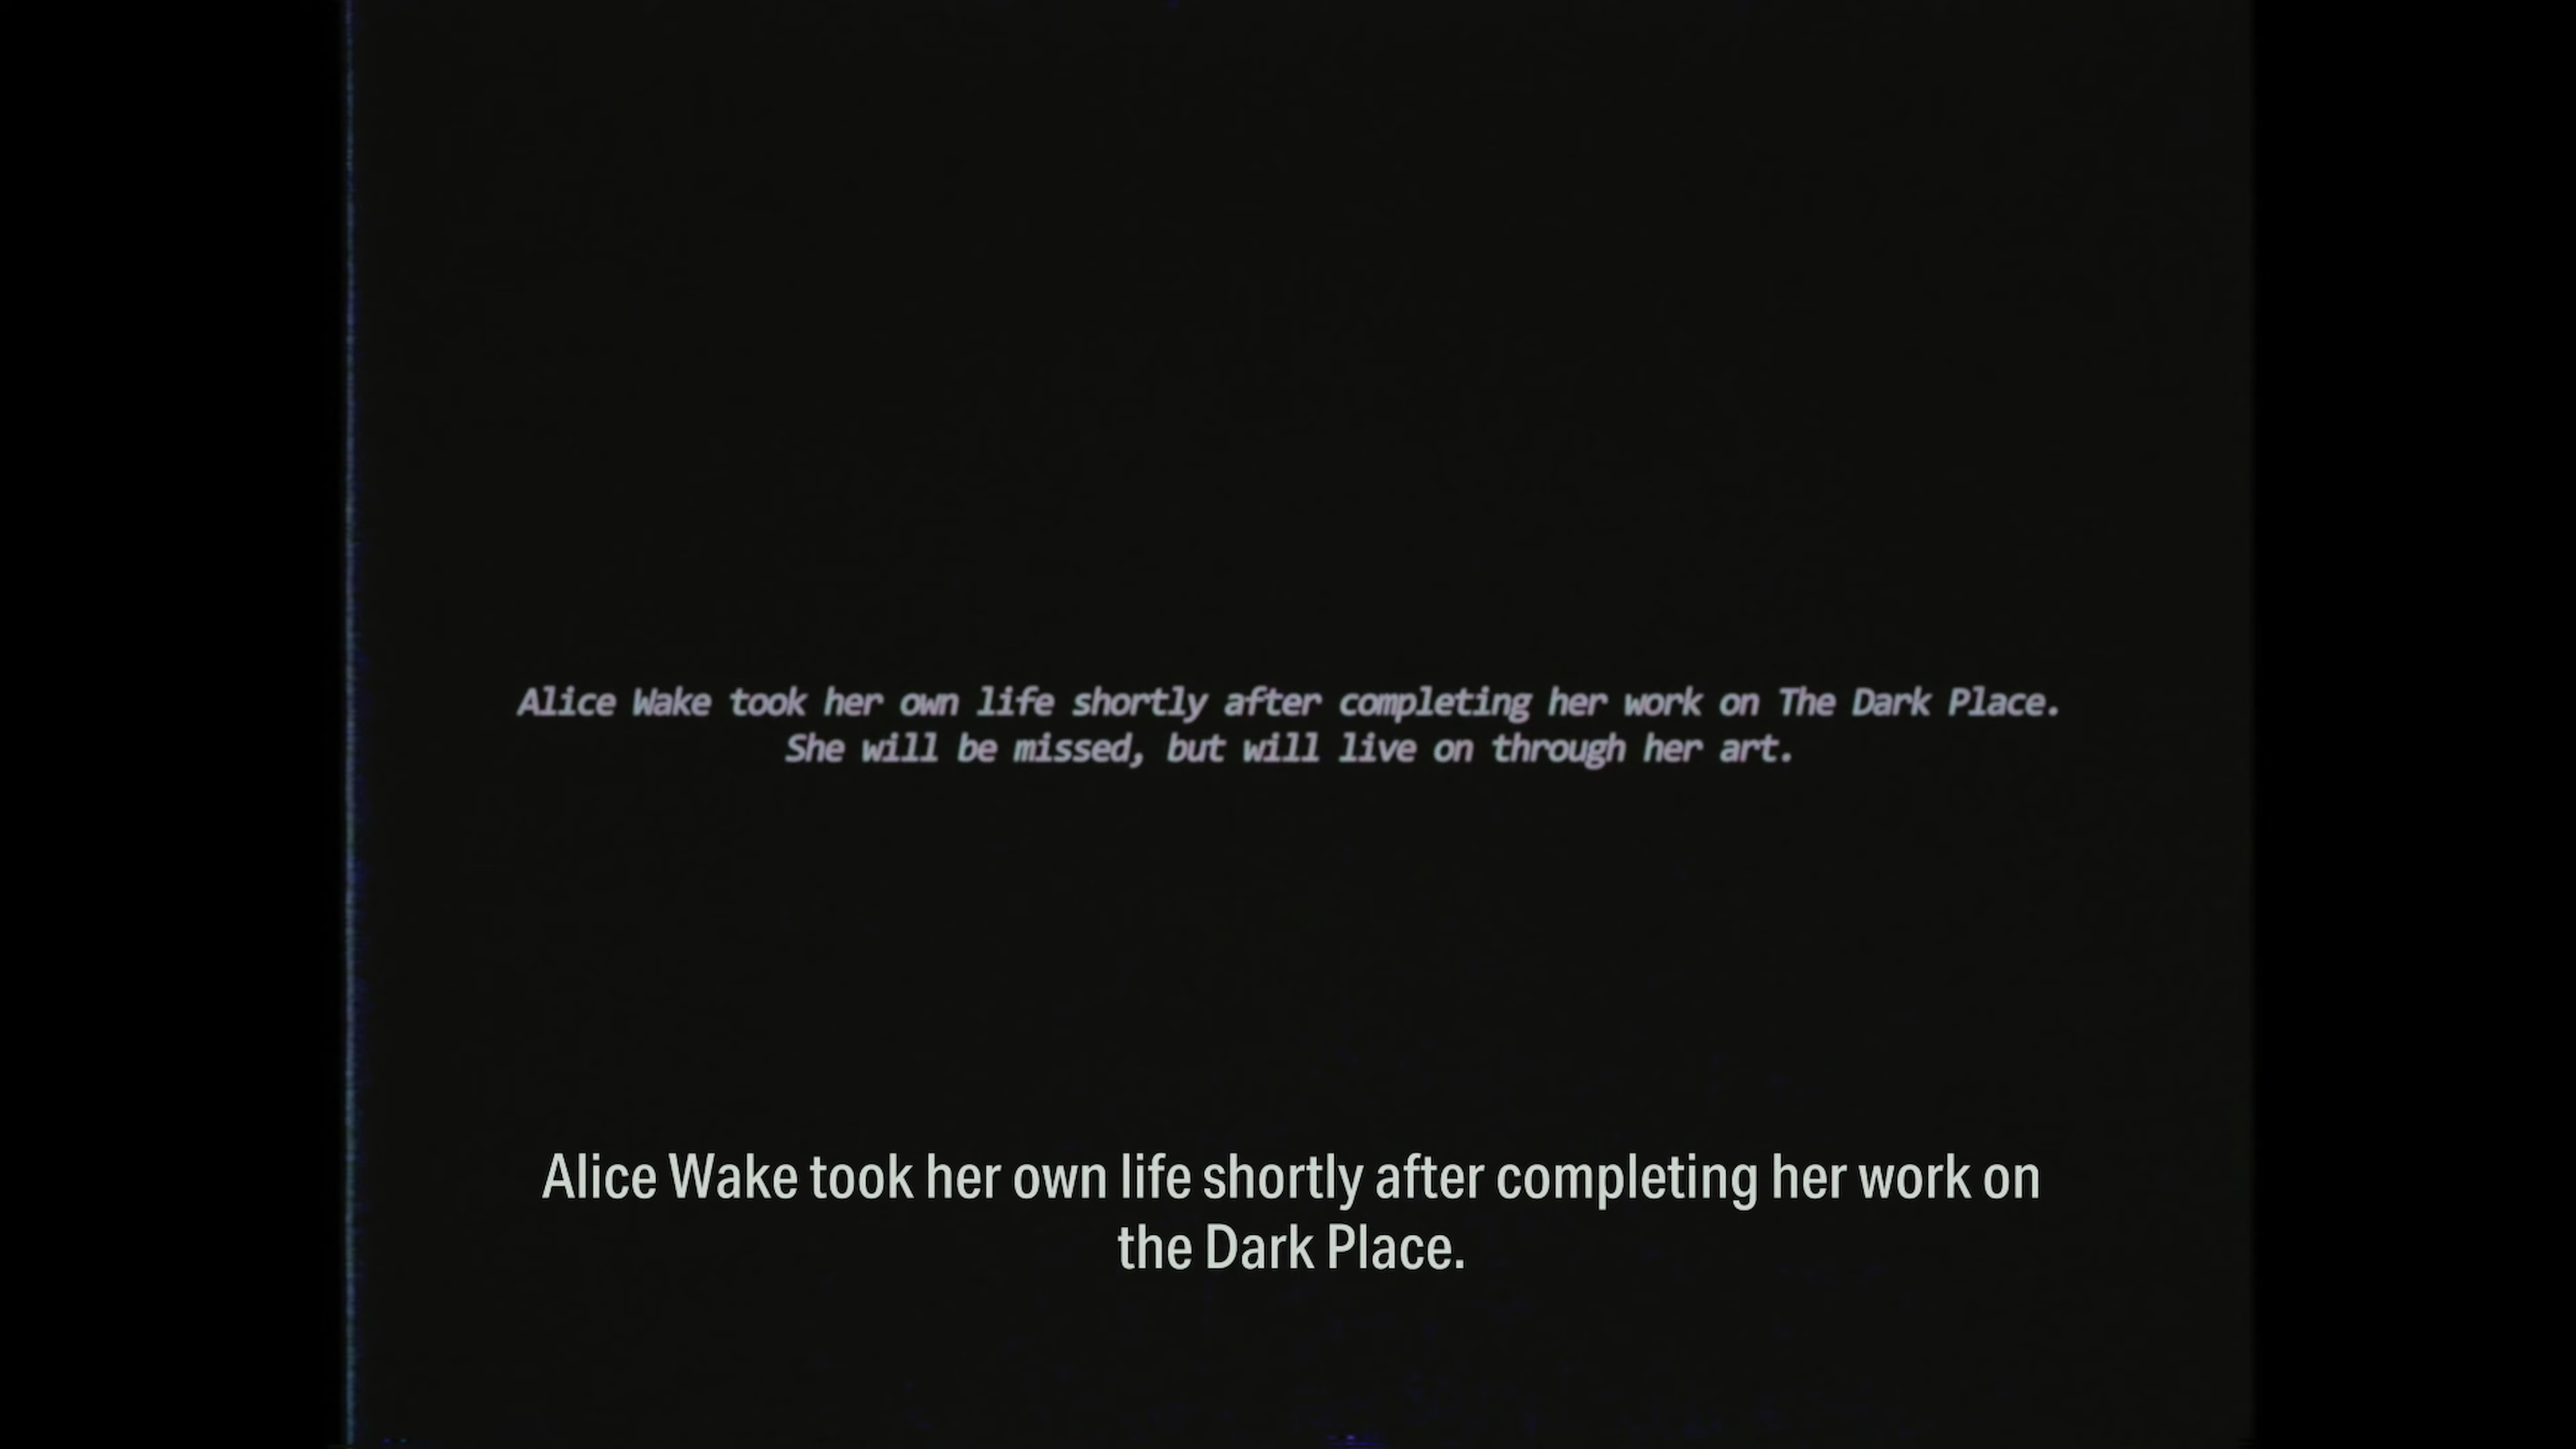 Alice Wake took her own life shortly after completing her work on The Dark Place.
She will be missed, but will live on through her art.
Alice Wake took her own life shortly after completing her work on
the Dark Place.